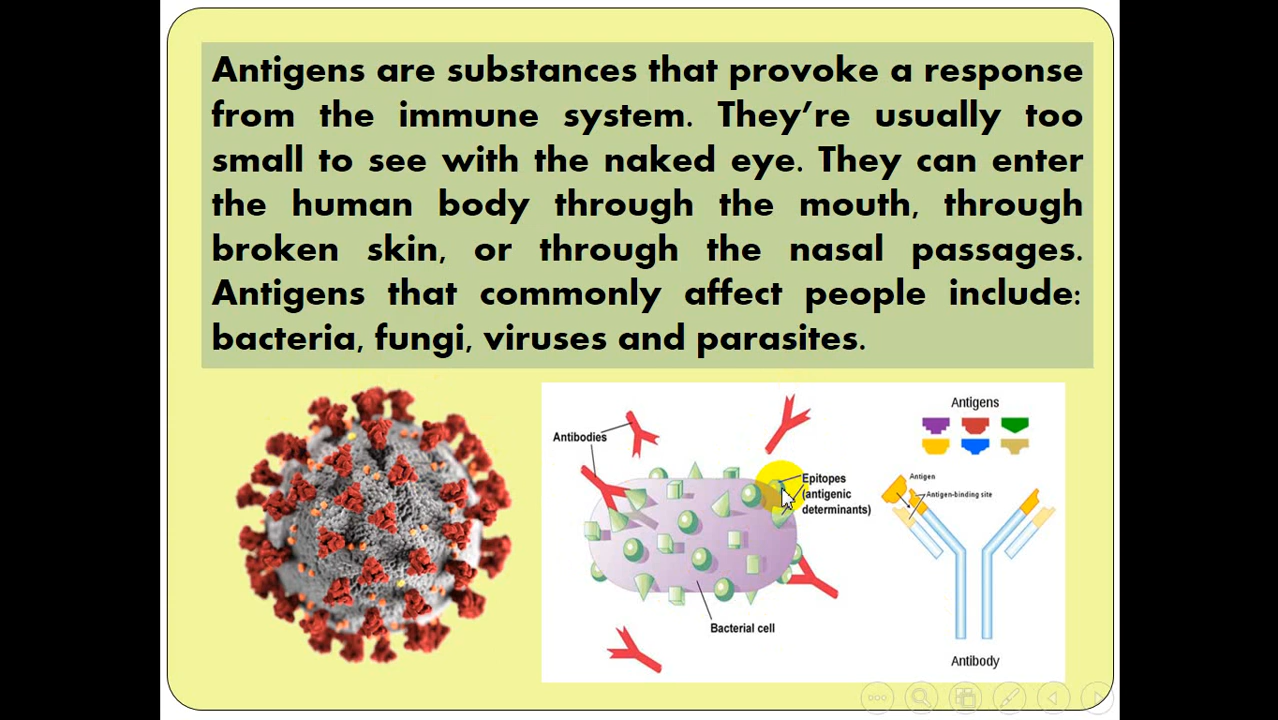 Antigens are substances that provoke a response
from the immune system. They're usually too
small to see with the naked eye. They can enter
the human body through the mouth, through
broken skin, or through the nasal passages.
Antigens that commonly affect people include:
bacteria, fungi, viruses and parasites.
Antibodies
Epitopes
(antigenic
determinants)
Bacterial cell
Antigens
Antigen
Antigen-binding site
Antibody